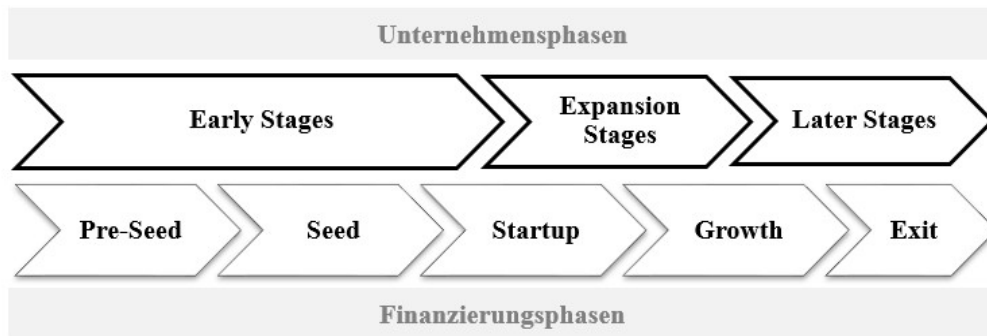 Unternehmensphasen
Early Stages
Expansion
Stages
Later Stages
Pre-Seed
Seed
Startup
Growth
Exit
Finanzierungsphasen